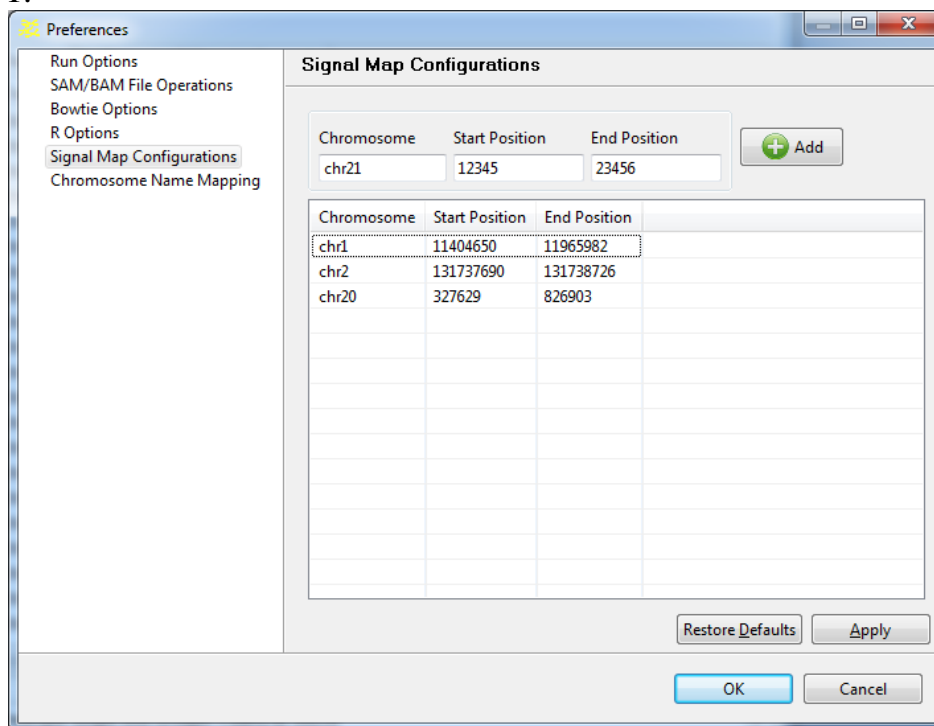 1.
Preferences
Run Options
SAM/BAM File Operations
Bowtie Options
R Options
Signal Map Configurations
Chromosome Name Mapping
Signal Map Configurations
Chromosome Start Position End Position
chr21 12345 23456 Add
Chromosome Start Position End Position
chr1 11404650 11965982
chr2 131737690 131738726
chr20 327629 826903
Restore Defaults Apply
OK Cancel